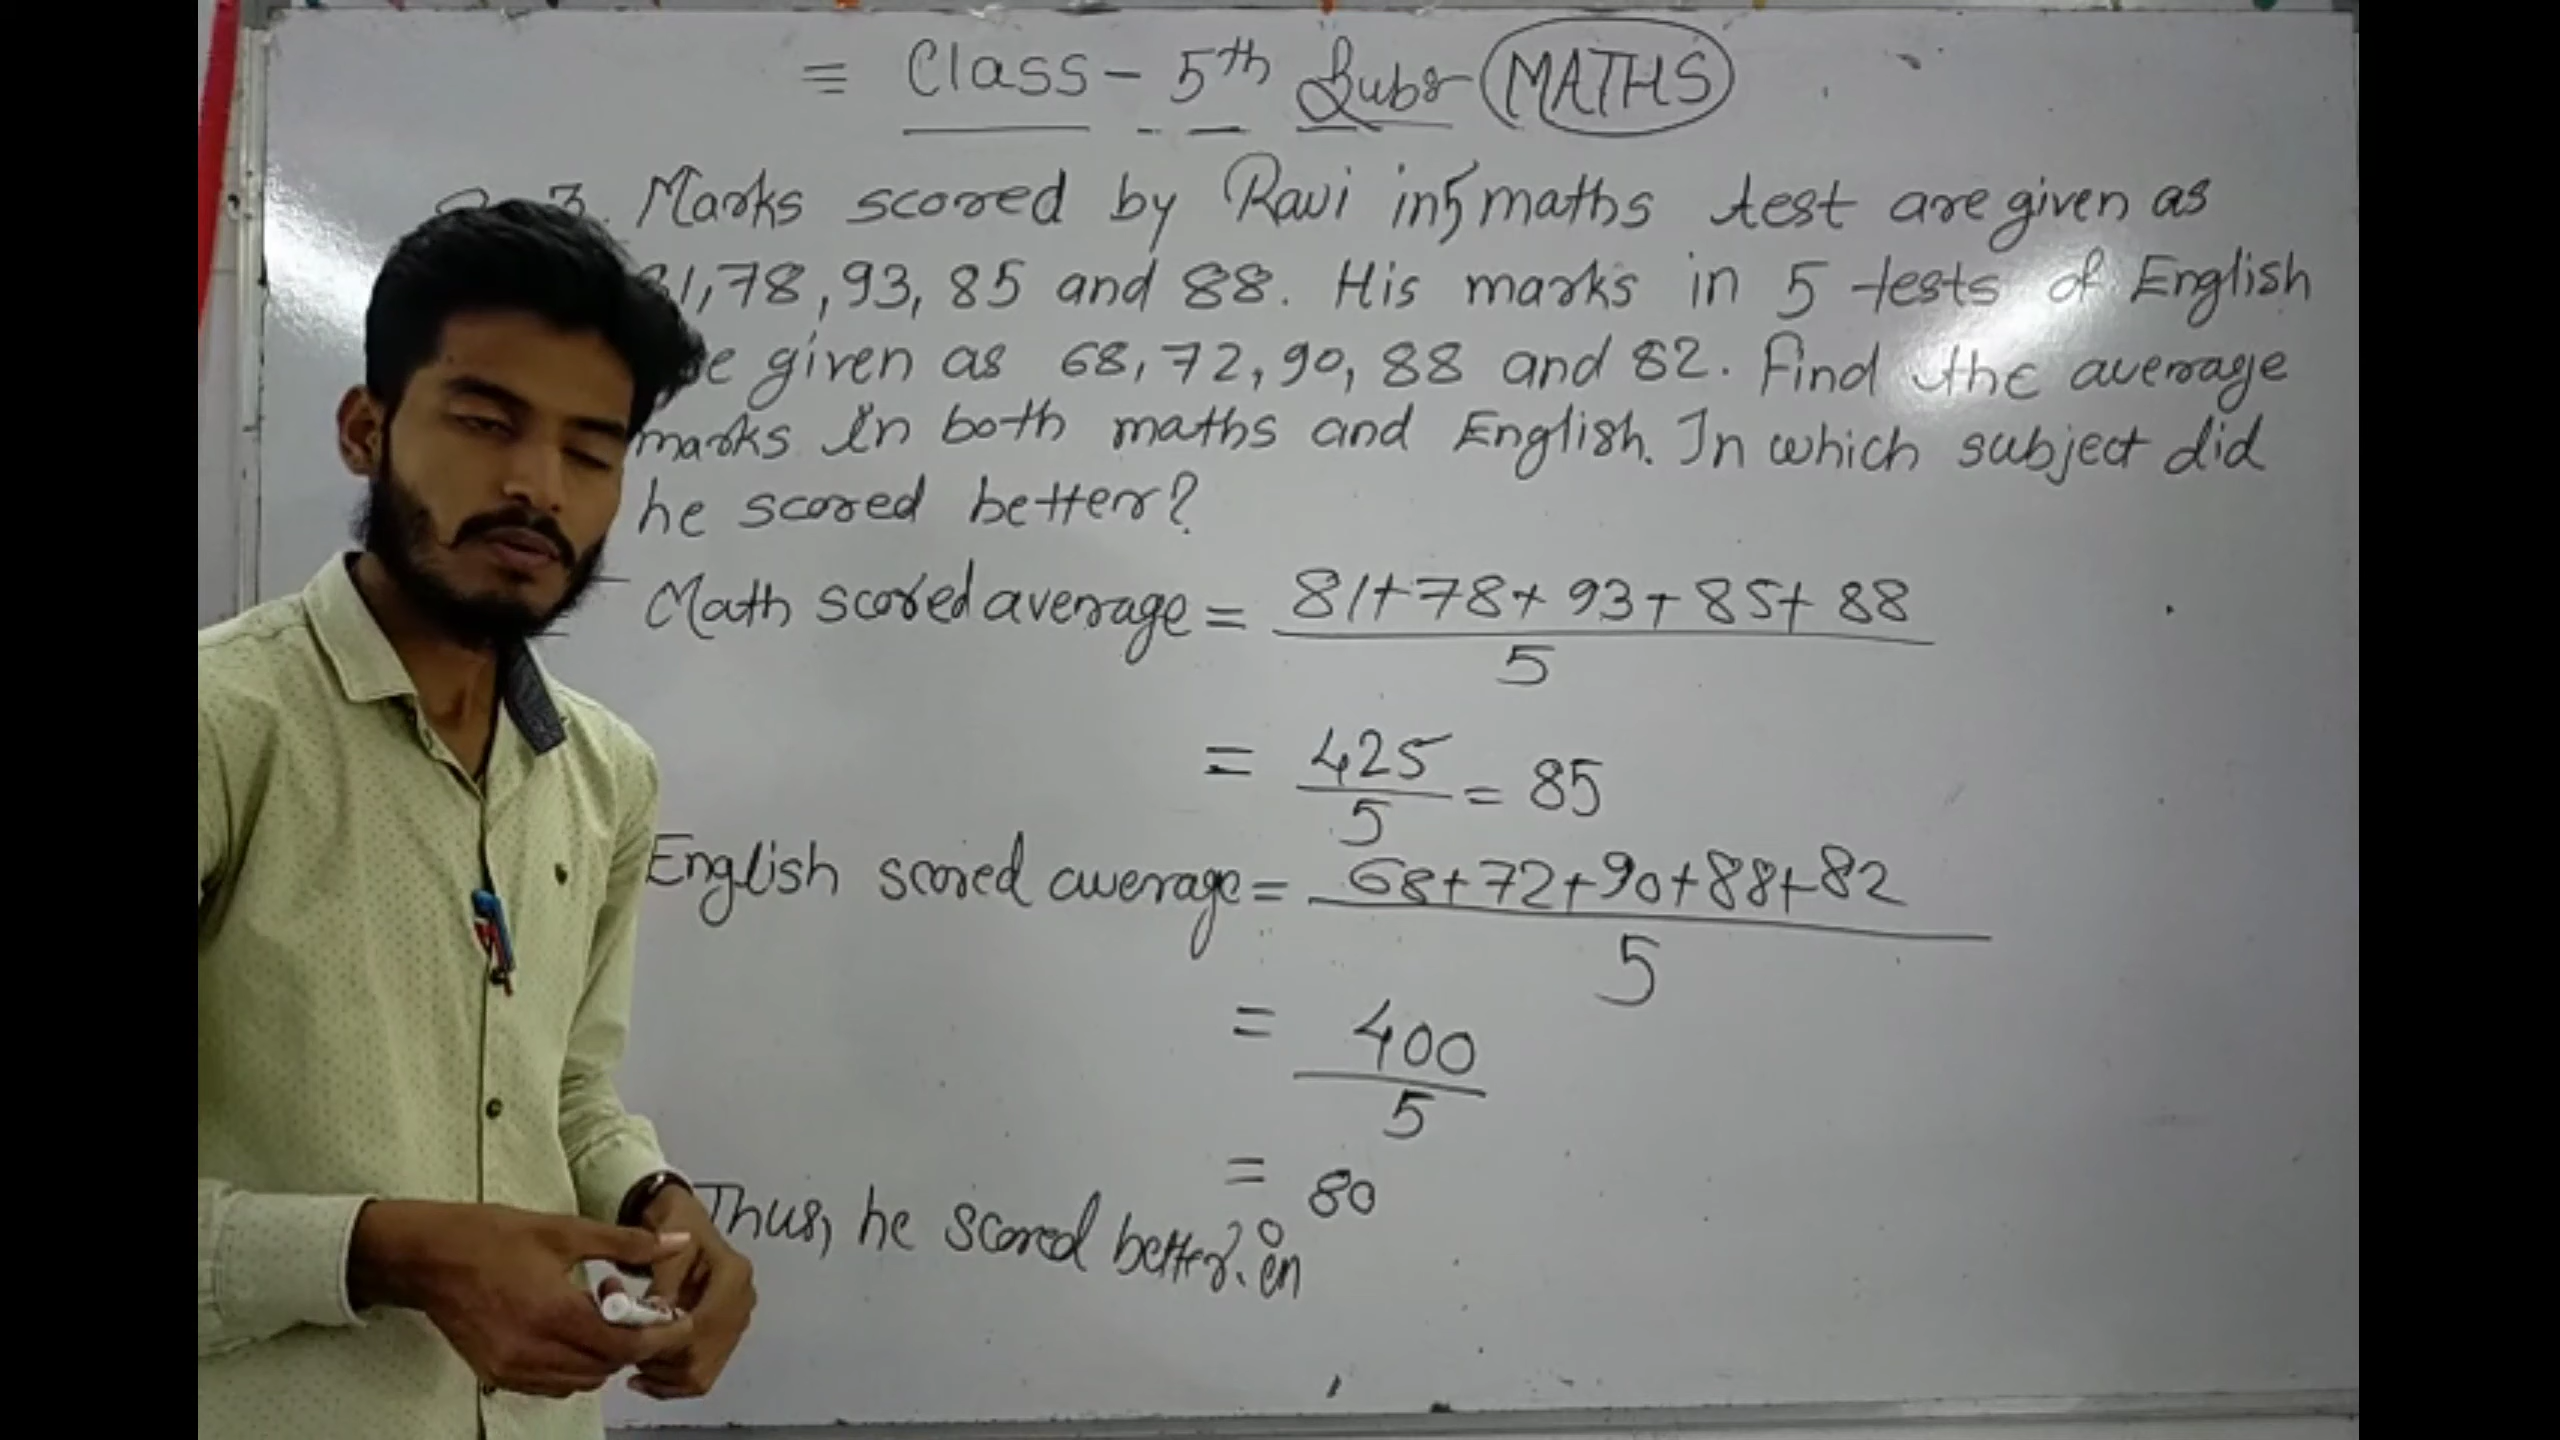 = Class - 5th Sub:- MATHS
3. Marks scored by Ravi in 5 maths test are given as
81, 78, 93, 85 and 88. His marks in 5 tests of English
given as 68, 72, 90, 88 and 82. Find the average
marks in both maths and English. In which subject did
he scored better?
Math scored average = 81+78+93+85+88
5
= 425
5 = 85
English scored average = 68+72+90+88+82
5
= 400
5
= 80
Thus, he scored better. in